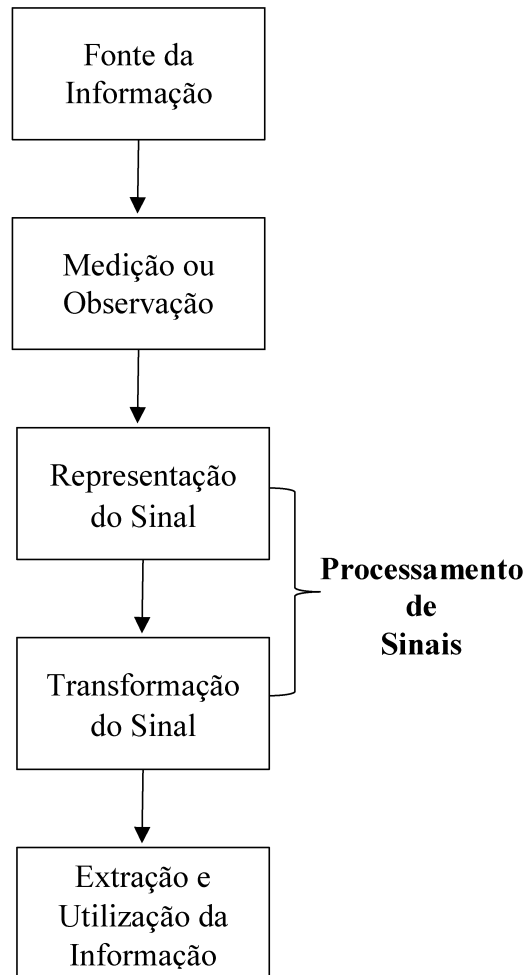 Fonte da
Informação
Medição ou
Observação
Representação
do Sinal
Processamento
de
Sinais
Transformação
do Sinal
Extração e
Utilização da
Informação